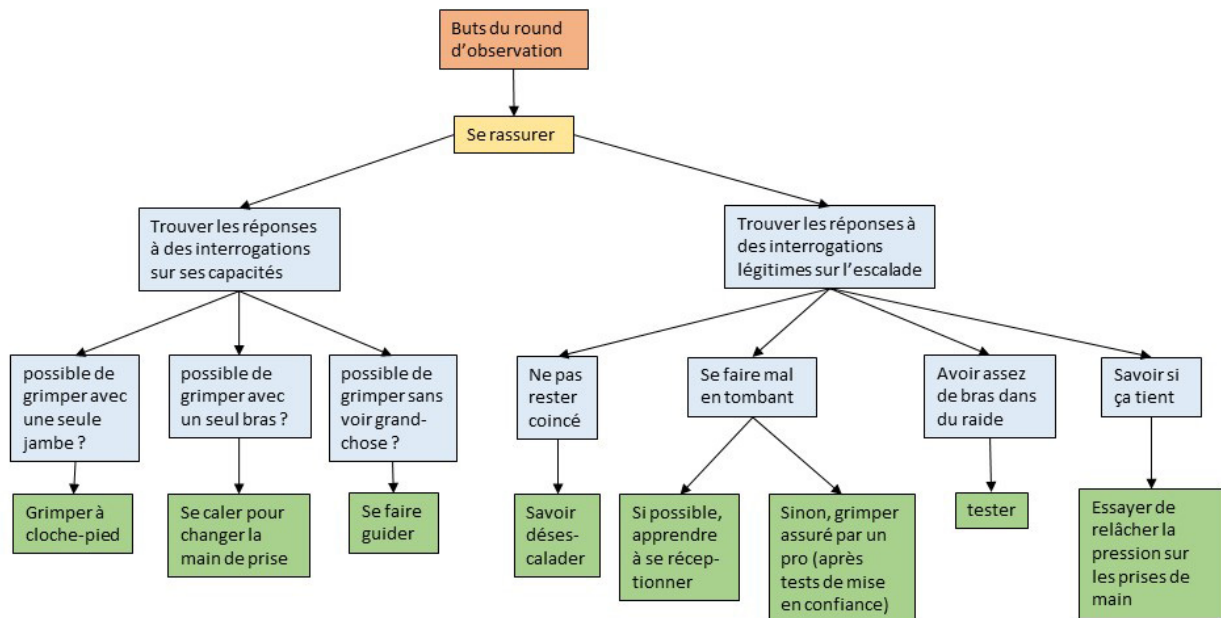 Buts du round
d’observation
Se rassurer
Trouver les réponses
à des interrogations
sur ses capacités
Trouver les réponses à
des interrogations
légitimes sur l’escalade
possible de
grimper avec
une seule
jambe ?
possible de
grimper avec
un seul bras ?
possible de
grimper sans
voir grand-
chose ?
Ne pas
rester
coincé
Se faire mal
en tombant
Avoir assez
de bras dans
du raide
Savoir si
ça tient
Grimper à
cloche-pied
Se caler pour
changer la
main de prise
Se faire
guider
Savoir
déses-
calader
Si possible,
apprendre
à se récep-
tionner
Sinon, grimper
assuré par un
pro (après
tests de mise
en confiance)
tester
Essayer de
relâcher la
pression sur
les prises de
main